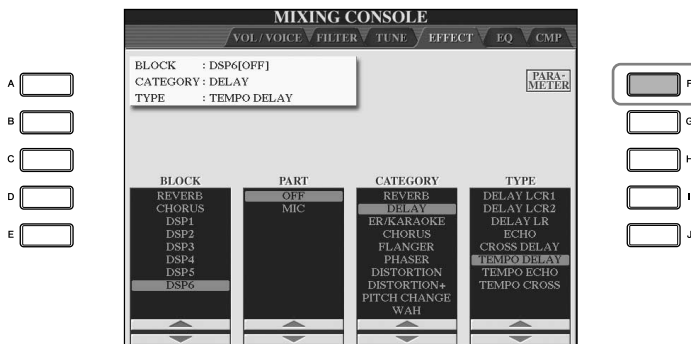 MIXING CONSOLE
VOL / VOICE FILTER TUNE EFFECT EQ CMP
BLOCK : DSP6[OFF]
CATEGORY : DELAY
TYPE : TEMPO DELAY
PARA-
METER
A
B
C
D
E
F
G
H
I
J
BLOCK
REVERB
CHORUS
DSP1
DSP2
DSP3
DSP4
DSP5
DSP6
PART
OFF
MIC
CATEGORY
REVERB
DELAY
ER/KARAOKE
CHORUS
FLANGER
PHASER
DISTORTION
DISTORTION+
PITCH CHANGE
WAH
TYPE
DELAY LCR1
DELAY LCR2
DELAY LR
ECHO
CROSS DELAY
TEMPO DELAY
TEMPO ECHO
TEMPO CROSS